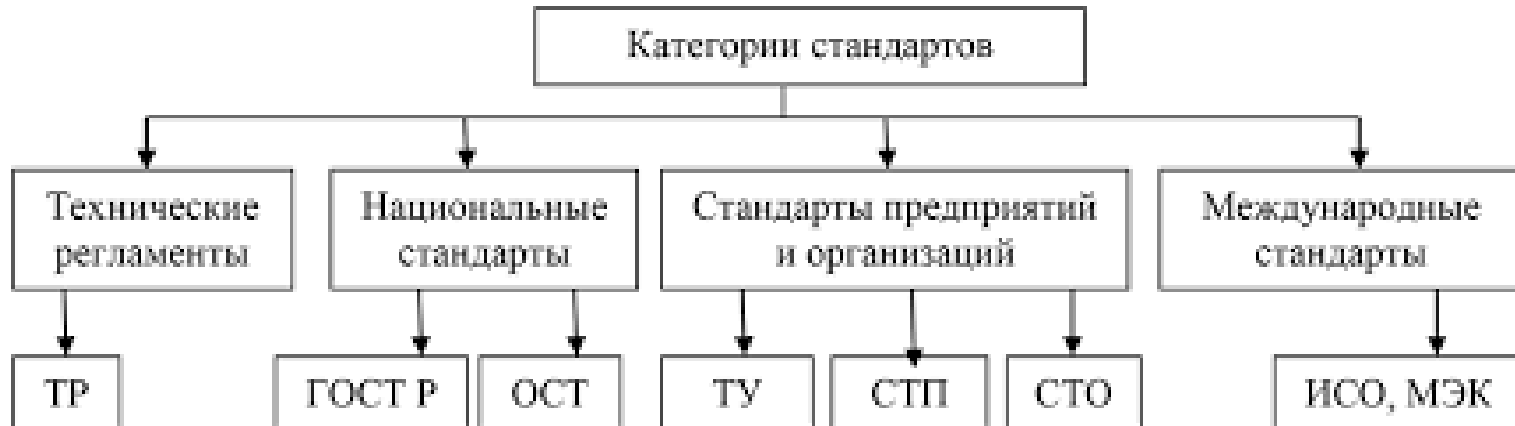 Категории стандартов
Технические
регламенты
Национальные
стандарты
Стандарты предприятий
и организаций
Международные
стандарты
ТР
ГОСТ Р
ОСТ
ТУ
СТП
СТО
ИСО, МЭК